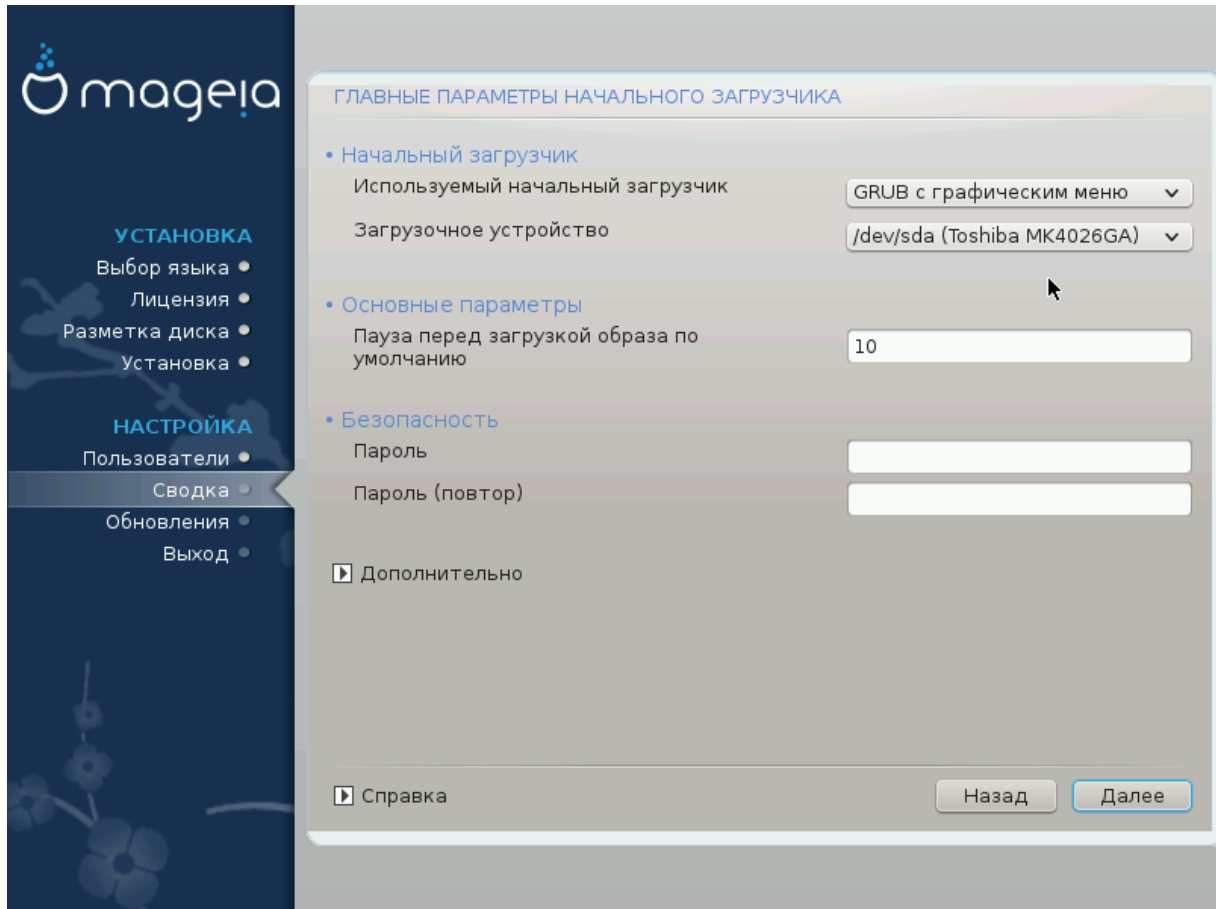 mageia
УСТАНОВКА
Выбор языка
Лицензия
Разметка диска
Установка
НАСТРОЙКА
Пользователи
Сводка
Обновления
Выход
ГЛАВНЫЕ ПАРАМЕТРЫ НАЧАЛЬНОГО ЗАГРУЗЧИКА
• Начальный загрузчик
Используемый начальный загрузчик
GRUB с графическим меню
Загрузочное устройство
/dev/sda (Toshiba MK4026GA)
• Основные параметры
Пауза перед загрузкой образа по
умолчанию
10
• Безопасность
Пароль
Пароль (повтор)
Дополнительно
Справка
Назад
Далее